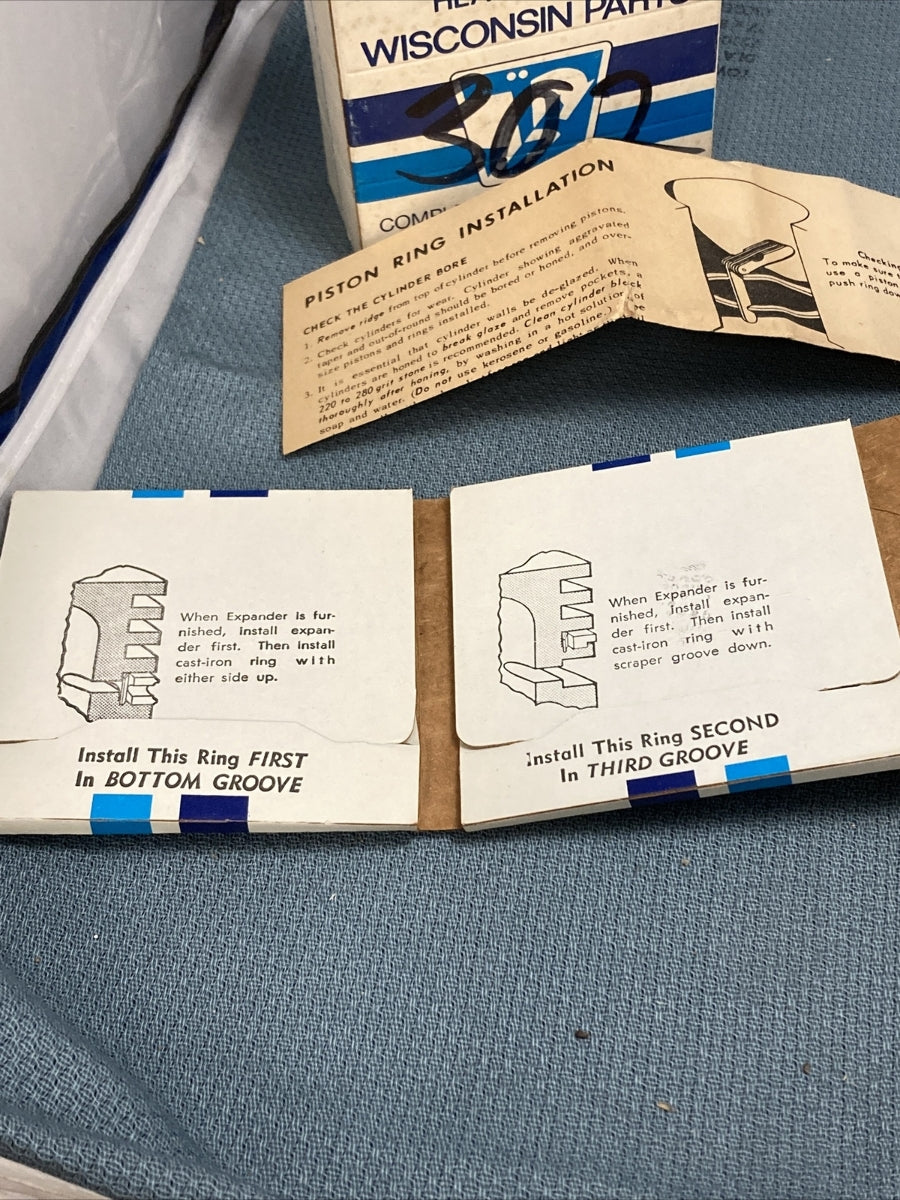 WISCONSIN PARTS
302
PISTON RING INSTALLATION
CHECK THE CYLINDER BORE
1. Remove ridge from top of cylinder before removing pistons.
2. Check cylinders for wear. Cylinder showing aggravated
taper and out-of-round should be bored or honed, and over-
size pistons and rings installed.
3. It is essential that cylinder walls be de-glazed. When
cylinders are honed to break glaze and remove pockets, a
220 to 280 grit stone is recommended. Clean cylinder block
thoroughly after honing, by washing in a hot solution of
soap and water. (Do not use kerosene or gasoline.
Checking
To make sure
use a piston
push ring
When Expander is fur-
nished, install expan-
der first. Then install
cast-iron ring with
either side up.
Install This Ring FIRST
In BOTTOM GROOVE
When Expander is fur-
nished, install expan-
der first. Then install
cast-iron ring with
scraper groove down.
Install This Ring SECOND
In THIRD GROOVE